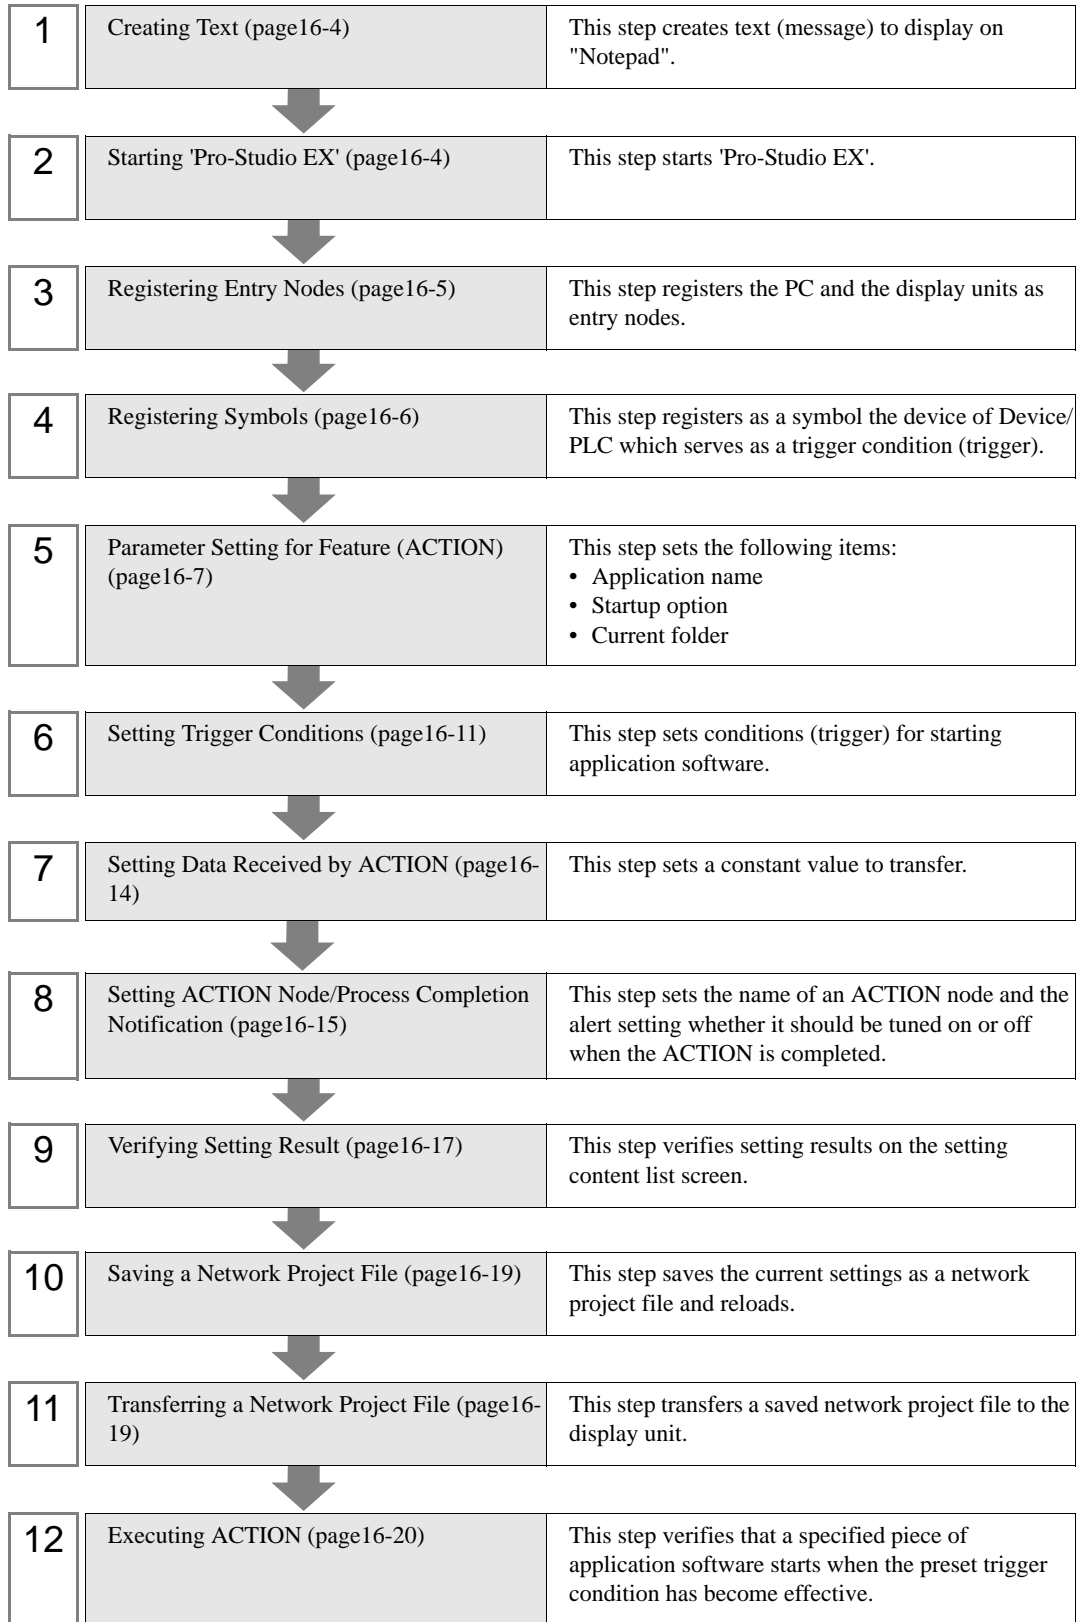 1
Creating Text (page16-4)
This step creates text (message) to display on
"Notepad".
2
Starting 'Pro-Studio EX' (page16-4)
This step starts 'Pro-Studio EX'.
3
Registering Entry Nodes (page16-5)
This step registers the PC and the display units as
entry nodes.
4
Registering Symbols (page16-6)
This step registers as a symbol the device of Device/
PLC which serves as a trigger condition (trigger).
5
Parameter Setting for Feature (ACTION)
(page16-7)
This step sets the following items:
• Application name
• Startup option
• Current folder
6
Setting Trigger Conditions (page16-11)
This step sets conditions (trigger) for starting
application software.
7
Setting Data Received by ACTION (page16-
14)
This step sets a constant value to transfer.
8
Setting ACTION Node/Process Completion
Notification (page16-15)
This step sets the name of an ACTION node and the
alert setting whether it should be tuned on or off
when the ACTION is completed.
9
Verifying Setting Result (page16-17)
This step verifies setting results on the setting
content list screen.
10
Saving a Network Project File (page16-19)
This step saves the current settings as a network
project file and reloads.
11
Transferring a Network Project File (page16-
19)
This step transfers a saved network project file to the
display unit.
12
Executing ACTION (page16-20)
This step verifies that a specified piece of
application software starts when the preset trigger
condition has become effective.